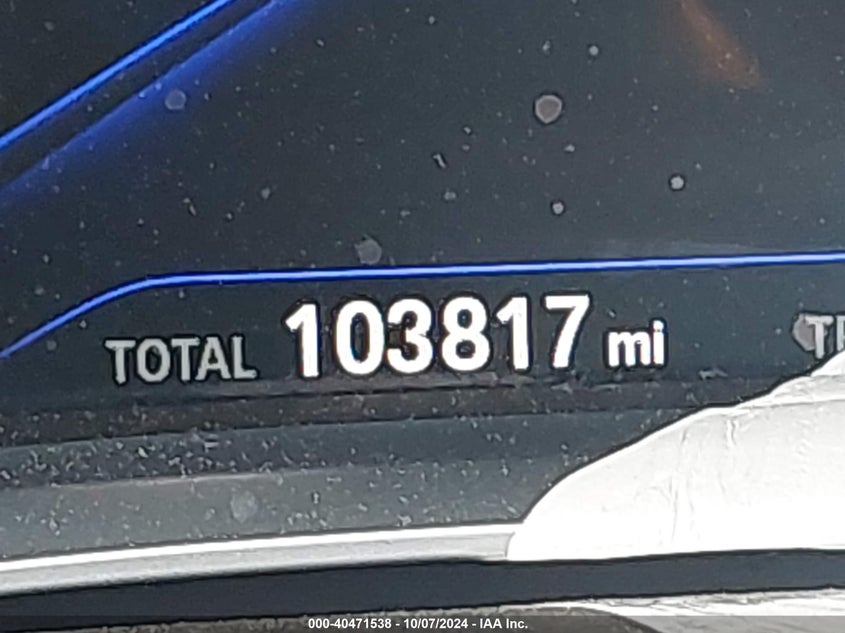 TOTAL 103817 mi
000-40471538 - 10/07/2024 - IAA Inc.